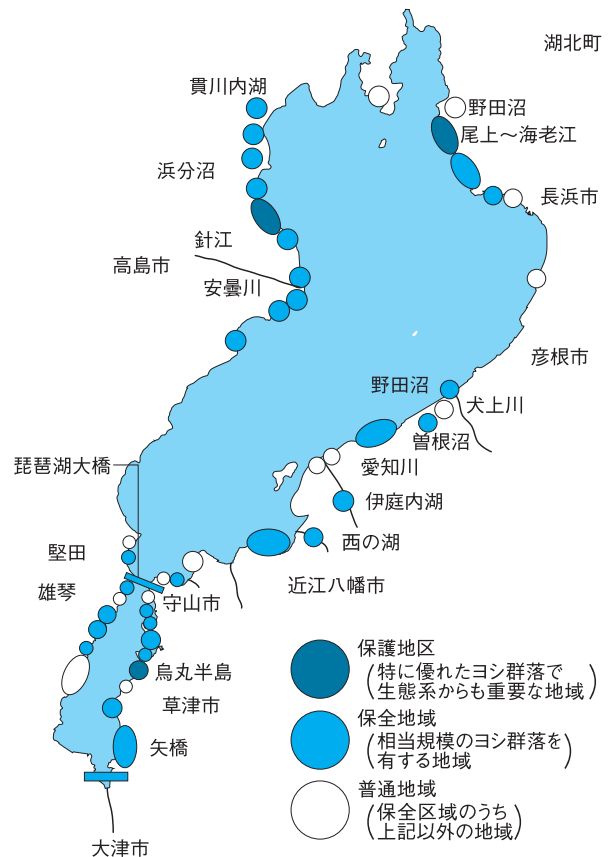 湖北町
貫川内湖
野田沼
尾上～海老江
浜分沼
長浜市
針江
高島市
安曇川
彦根市
野田沼
犬上川
曽根沼
琵琶湖大橋
愛知川
伊庭内湖
西の湖
堅田
近江八幡市
雄琴
守山市
烏丸半島
草津市
矢橋
大津市
保護地区
(特に優れたヨシ群落で
生態系からも重要な地域)
保全地域
(相当規模のヨシ群落を
有する地域)
普通地域
(保全区域のうち
上記以外の地域)